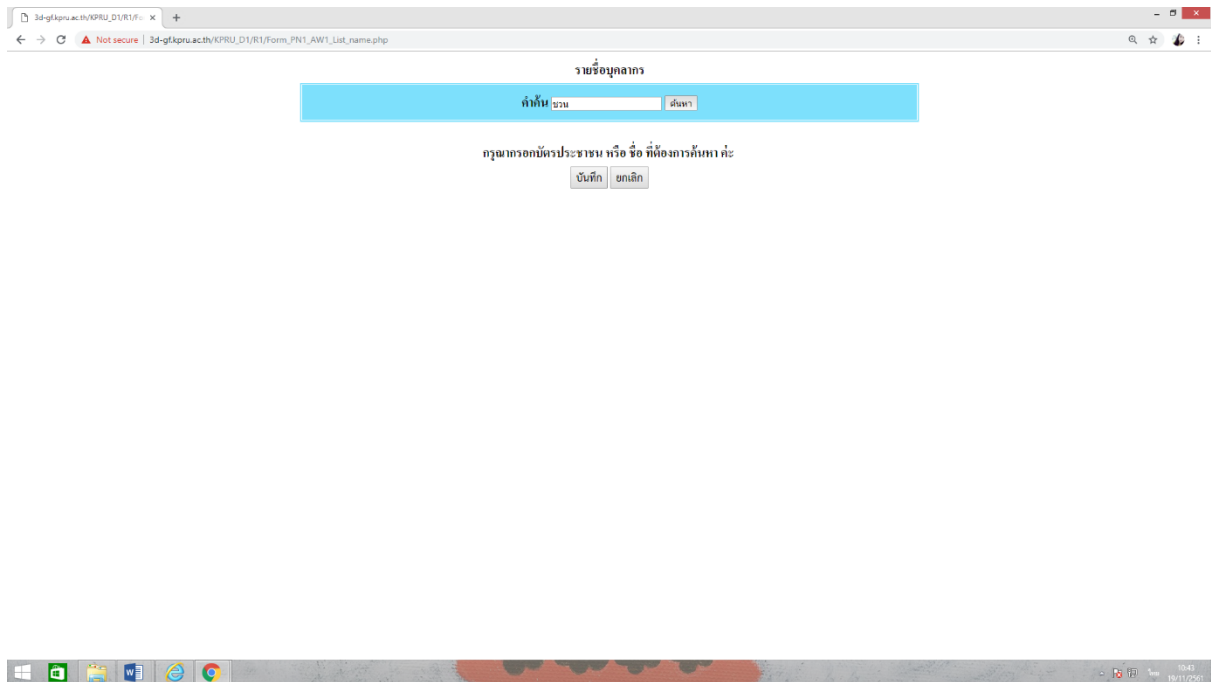 3d-gf.kpru.ac.th/KPRU_D1/R1/Fo
Not secure | 3d-gf.kpru.ac.th/KPRU_D1/R1/Form_PN1_AW1_List_name.php
รายชื่อบุคลากร
คำค้น ชวน ค้นหา
กรุณากรอกบัตรประชาชน หรือ ชื่อ ที่ต้องการค้นหา ค่ะ
บันทึก ยกเลิก
10:43
19/11/2561